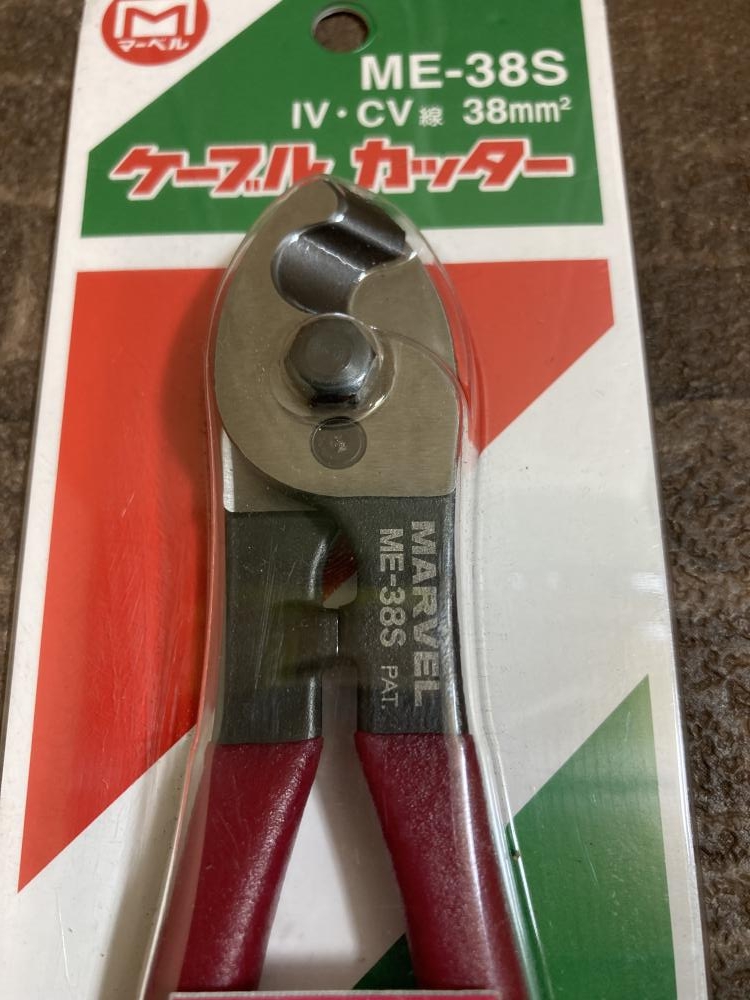 M
マーベル
ME-38S
IV・CV線 38mm²
ケーブル カッター
MARVEL
ME-38S PAT.